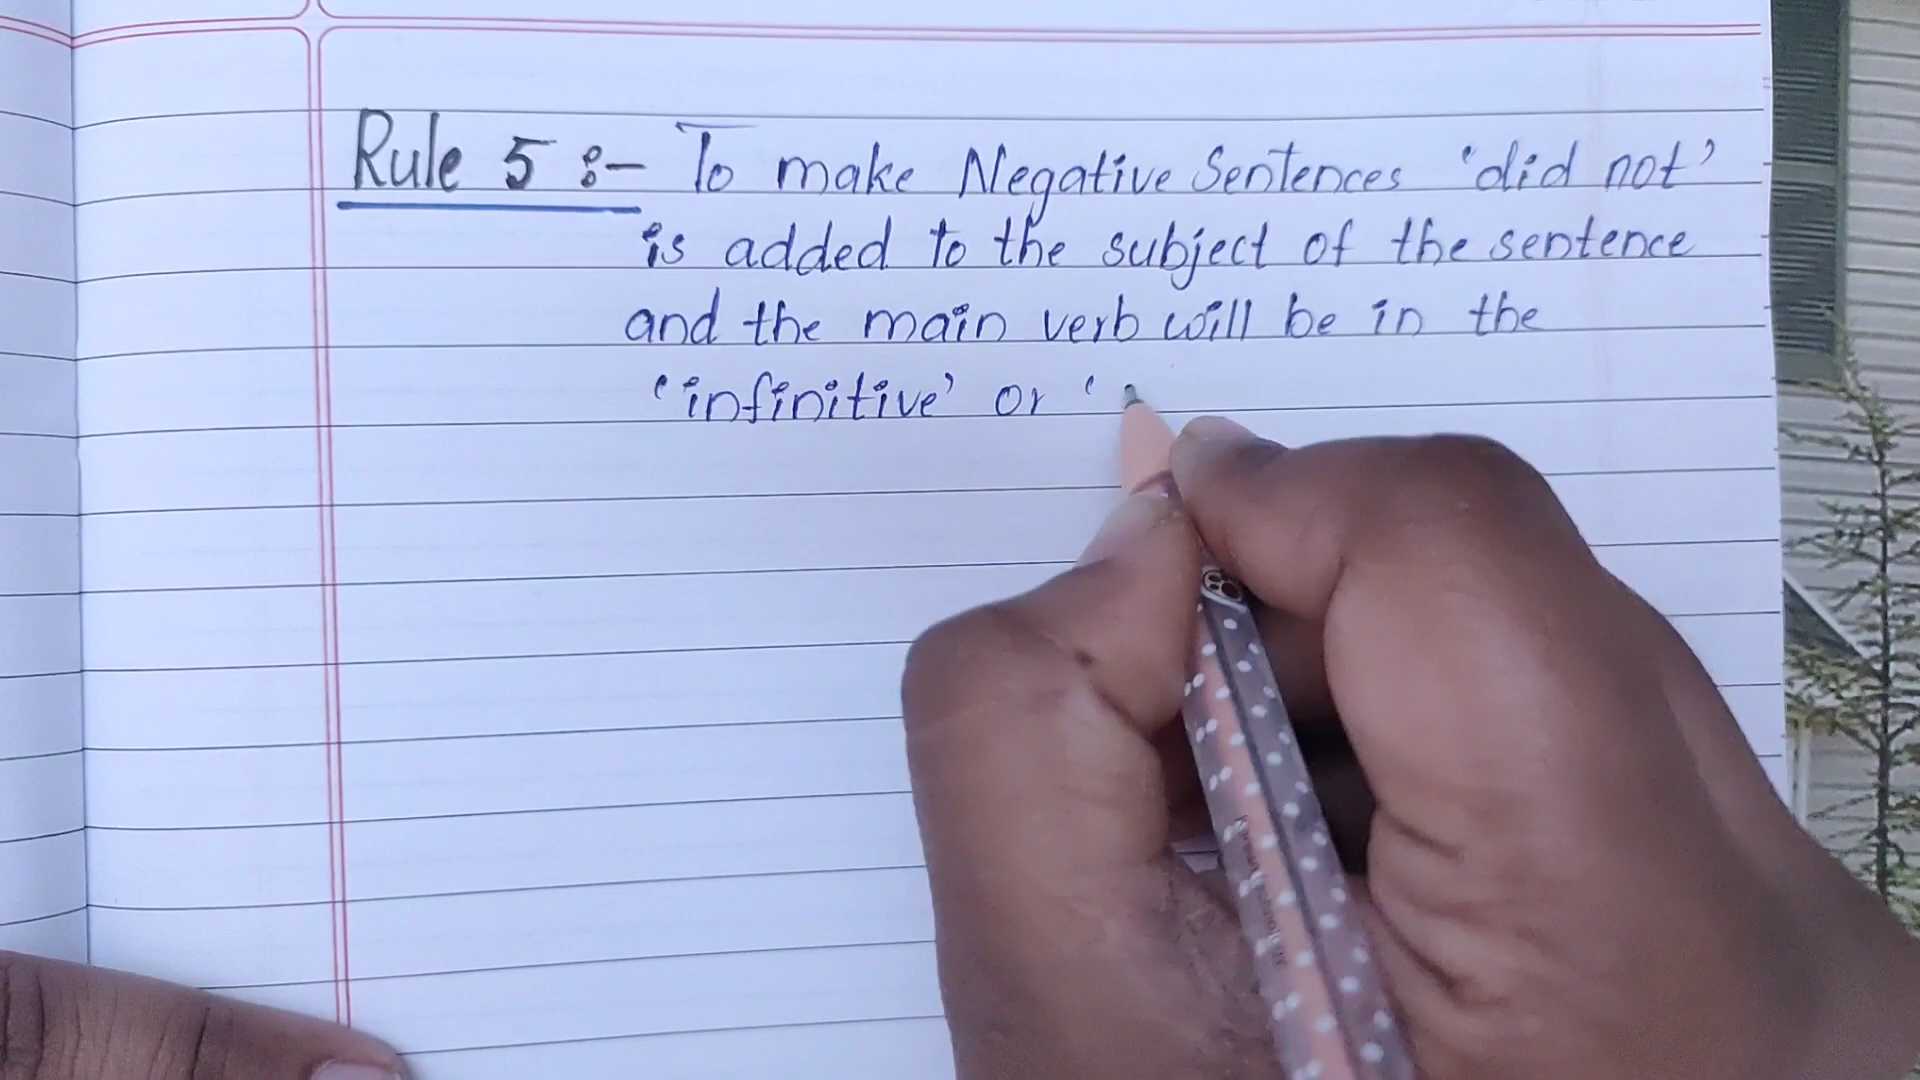 Rule 5 :- To make Negative Sentences 'did not'
is added to the subject of the sentence
and the main verb will be in the
'infinitive' or '